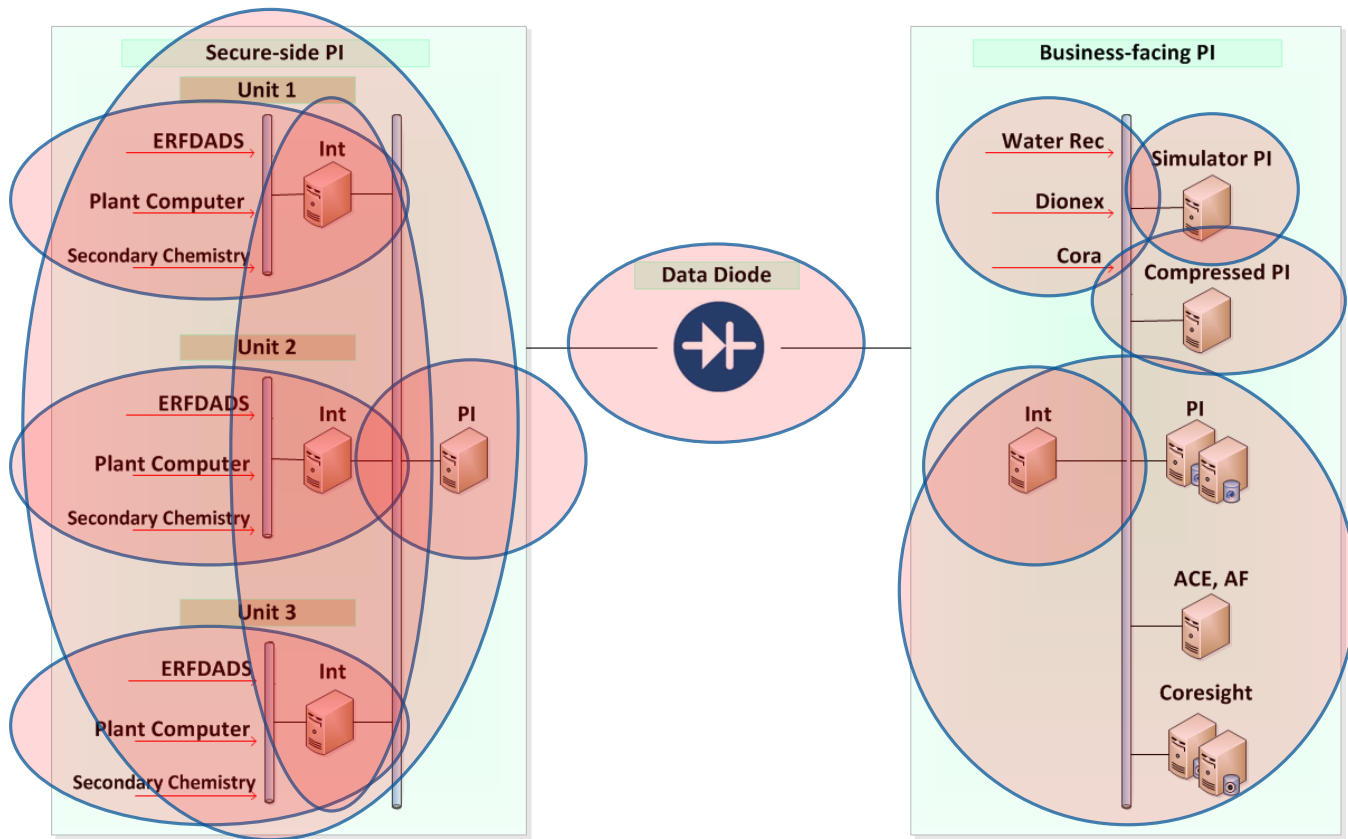 Secure-side PI
Unit 1
ERFDADS
Int
Plant Computer
Secondary Chemistry
Unit 2
ERFDADS
Int
PI
Plant Computer
Secondary Chemistry
Unit 3
ERFDADS
Int
Plant Computer
Secondary Chemistry
Data Diode
Business-facing PI
Water Rec
Simulator PI
Dionex
Cora
Compressed PI
Int
PI
ACE, AF
Coresight